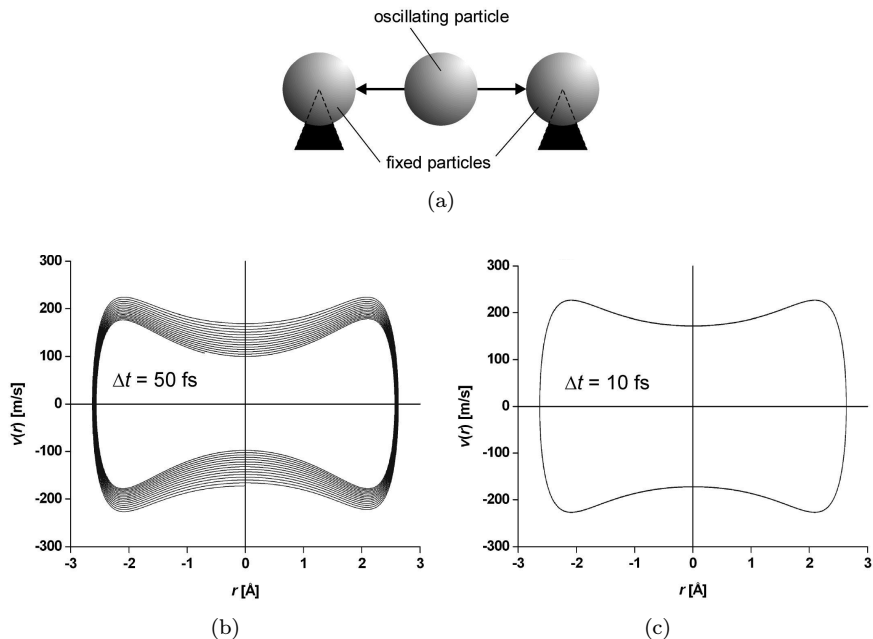 oscillating particle
fixed particles
(a)
300
200
100
0
-100
-200
-300
v(r) [m/s]
Δt = 50 fs
-3 -2 -1 0 1 2 3
r [Å]
(b)
300
200
100
0
-100
-200
-300
v(r) [m/s]
Δt = 10 fs
-3 -2 -1 0 1 2 3
r [Å]
(c)